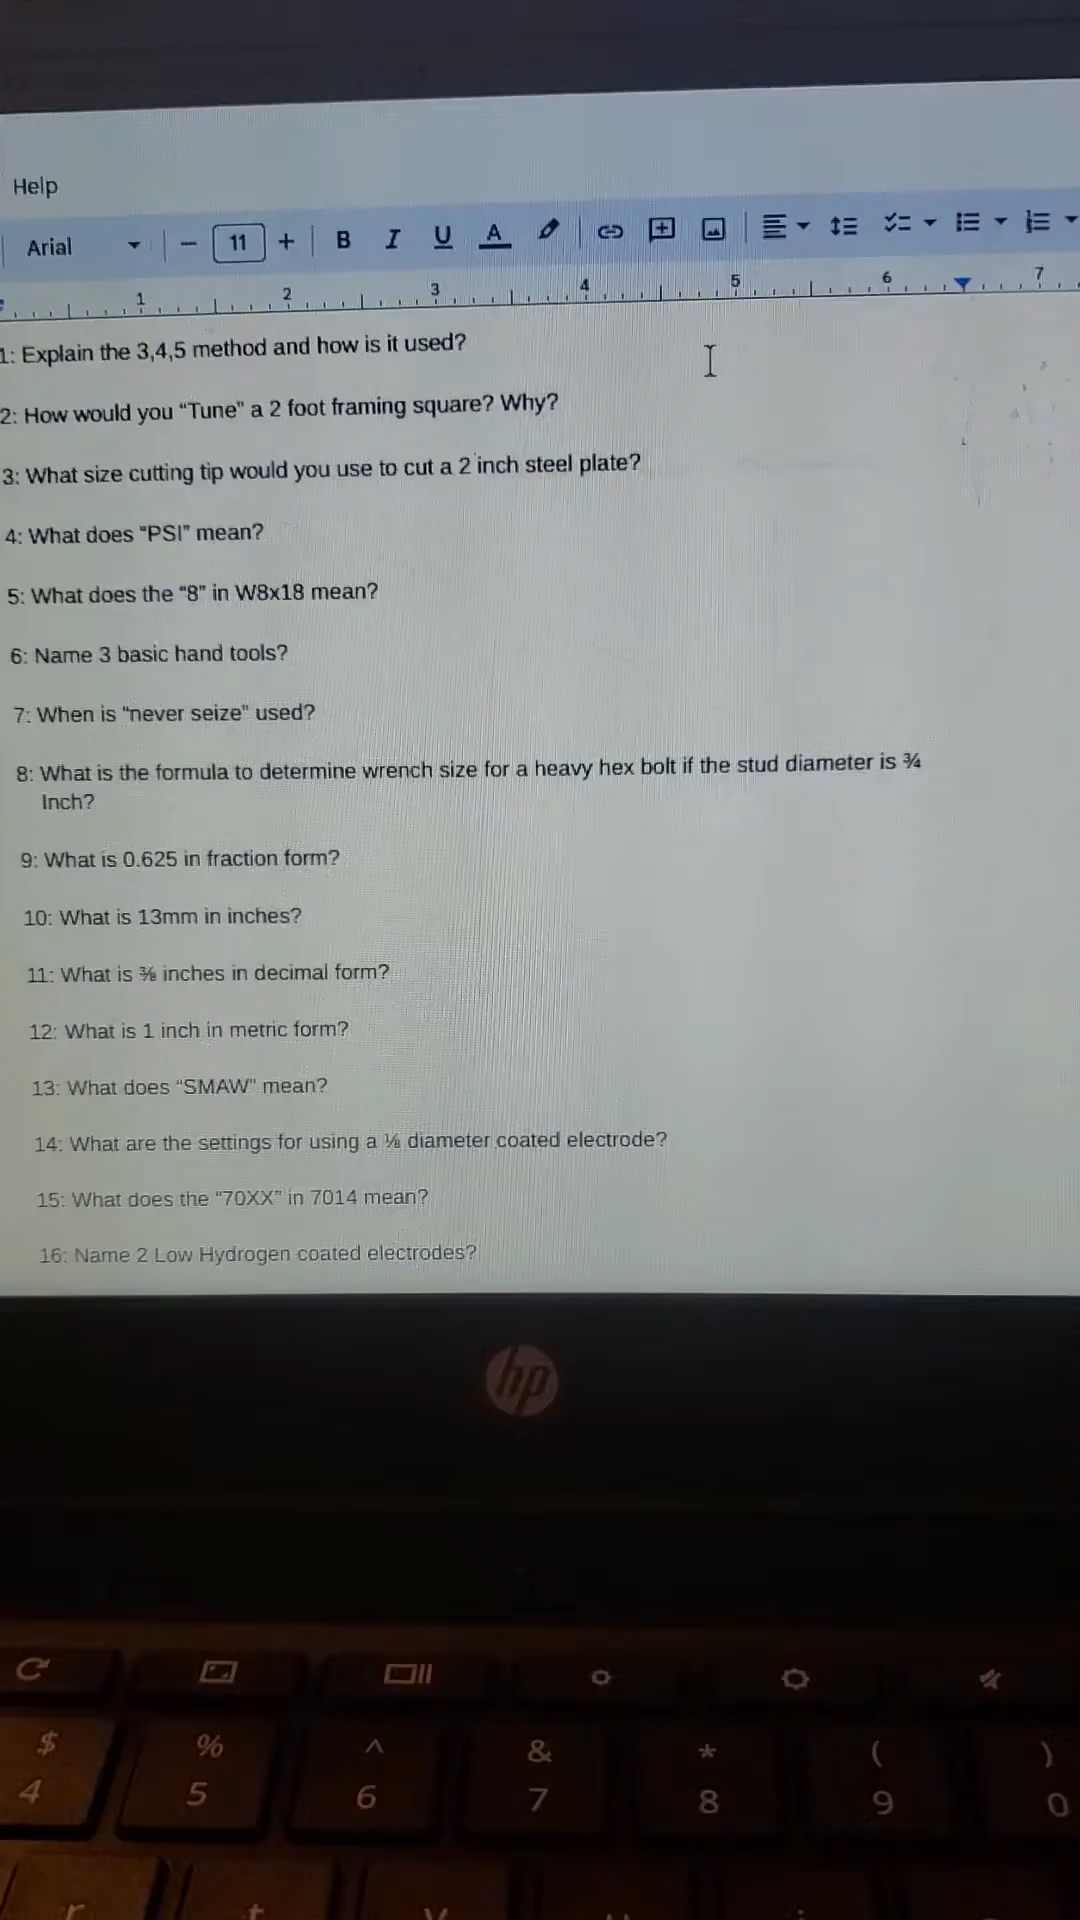 Help
Arial
11
B I U A
1 2 3 4 5 6 7
1: Explain the 3,4,5 method and how is it used?
2: How would you “Tune” a 2 foot framing square? Why?
3: What size cutting tip would you use to cut a 2 inch steel plate?
4: What does “PSI” mean?
5: What does the “8” in W8x18 mean?
6: Name 3 basic hand tools?
7: When is “never seize” used?
8: What is the formula to determine wrench size for a heavy hex bolt if the stud diameter is ¾
Inch?
9: What is 0.625 in fraction form?
10: What is 13mm in inches?
11: What is ⅜ inches in decimal form?
12: What is 1 inch in metric form?
13: What does “SMAW” mean?
14: What are the settings for using a ⅛ diameter coated electrode?
15: What does the “70XX” in 7014 mean?
16: Name 2 Low Hydrogen coated electrodes?
hp
$ % ^ & * ( )
4 5 6 7 8 9 0
r t